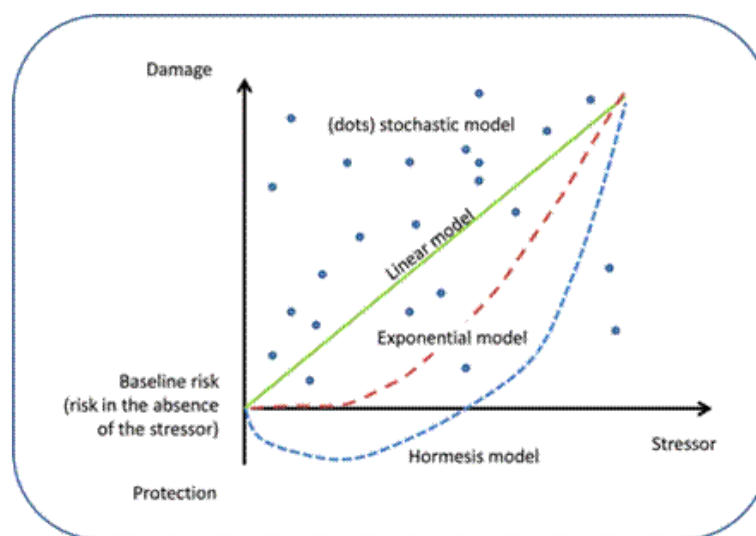 Damage
(dots) stochastic model
Linear model
Exponential model
Baseline risk
(risk in the absence
of the stressor)
Stressor
Hormesis model
Protection